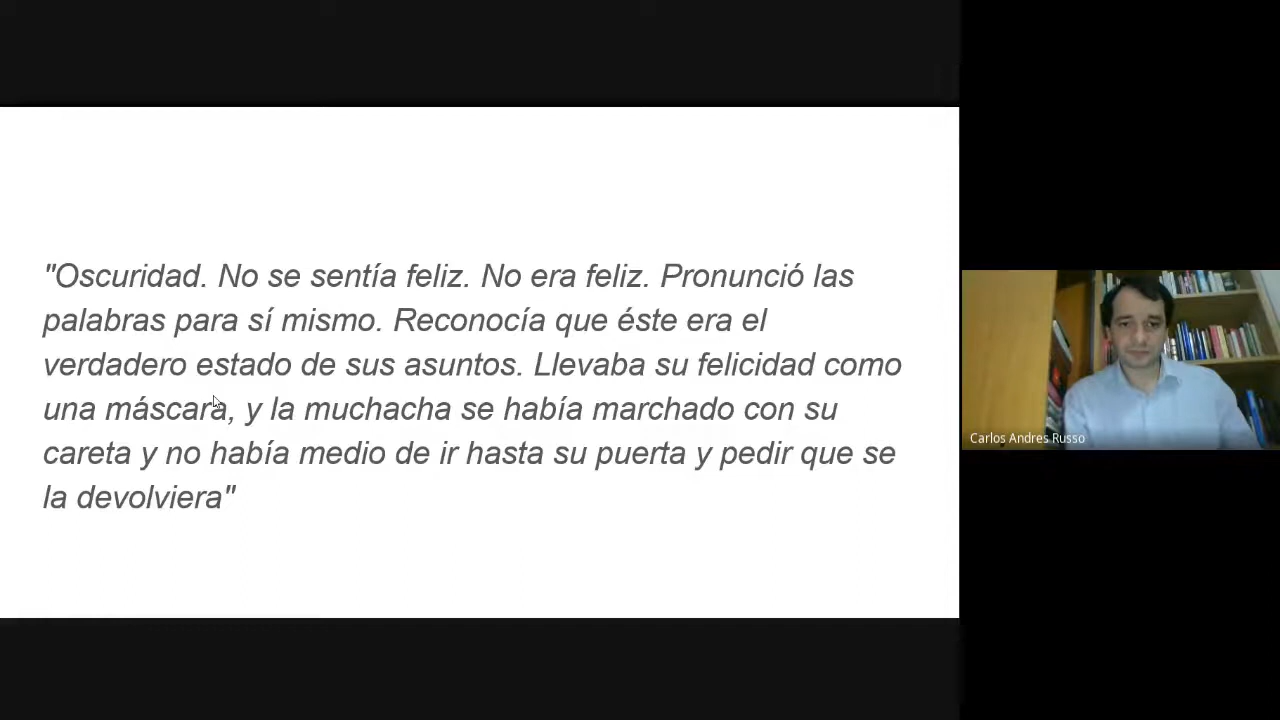 "Oscuridad. No se sentía feliz. No era feliz. Pronunció las
palabras para sí mismo. Reconocía que éste era el
verdadero estado de sus asuntos. Llevaba su felicidad como
una máscara, y la muchacha se había marchado con su
careta y no había medio de ir hasta su puerta y pedir que se
la devolviera"
Carlos Andres Russo